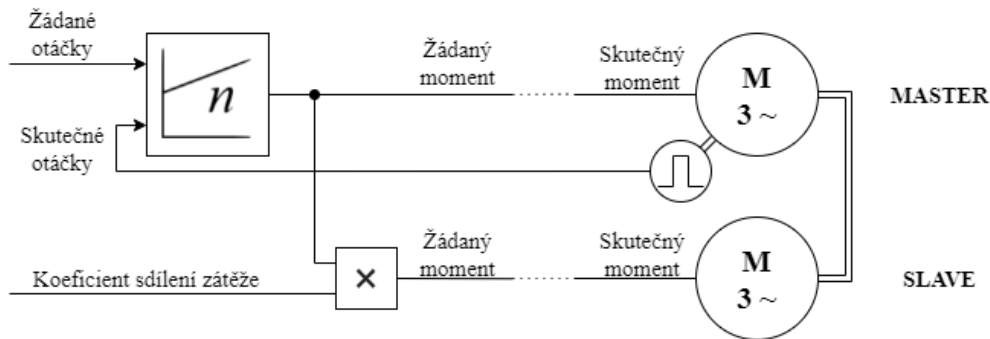 Žádané
otáčky
n
Skutečné
otáčky
Žádaný
moment
Skutečný
moment
M
3 ~
MASTER
Koeficient sdílení zátěže
×
Žádaný
moment
Skutečný
moment
M
3 ~
SLAVE